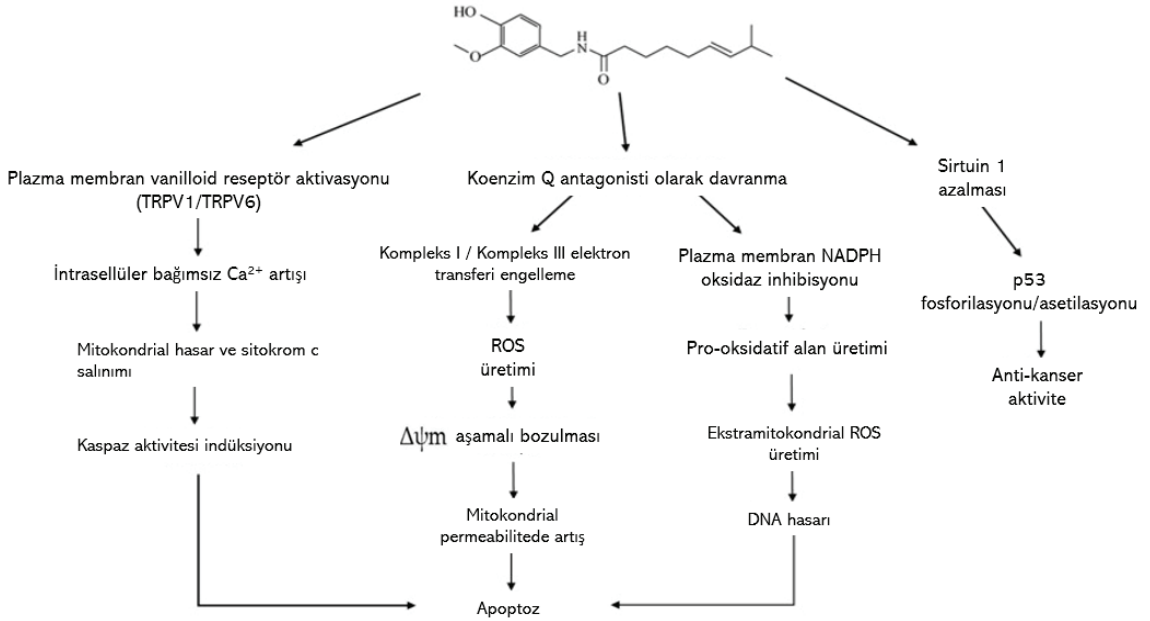 HO
O
H
N
O
Plazma membran vanilloid reseptör aktivasyonu
(TRPV1/TRPV6)
İntrasellüler bağımsız Ca²⁺ artışı
Mitokondrial hasar ve sitokrom c
salınımı
Kaspaz aktivitesi indüksiyonu
Koenzim Q antagonisti olarak davranma
Kompleks I / Kompleks III elektron
transferi engelleme
ROS
üretimi
Δψm aşamalı bozulması
Mitokondrial
permeabilitede artış
Apoptoz
Plazma membran NADPH
oksidaz inhibisyonu
Pro-oksidatif alan üretimi
Ekstramitokondrial ROS
üretimi
DNA hasarı
Sirtuin 1
azalması
p53
fosforilasyonu/asetilasyonu
Anti-kanser
aktivite